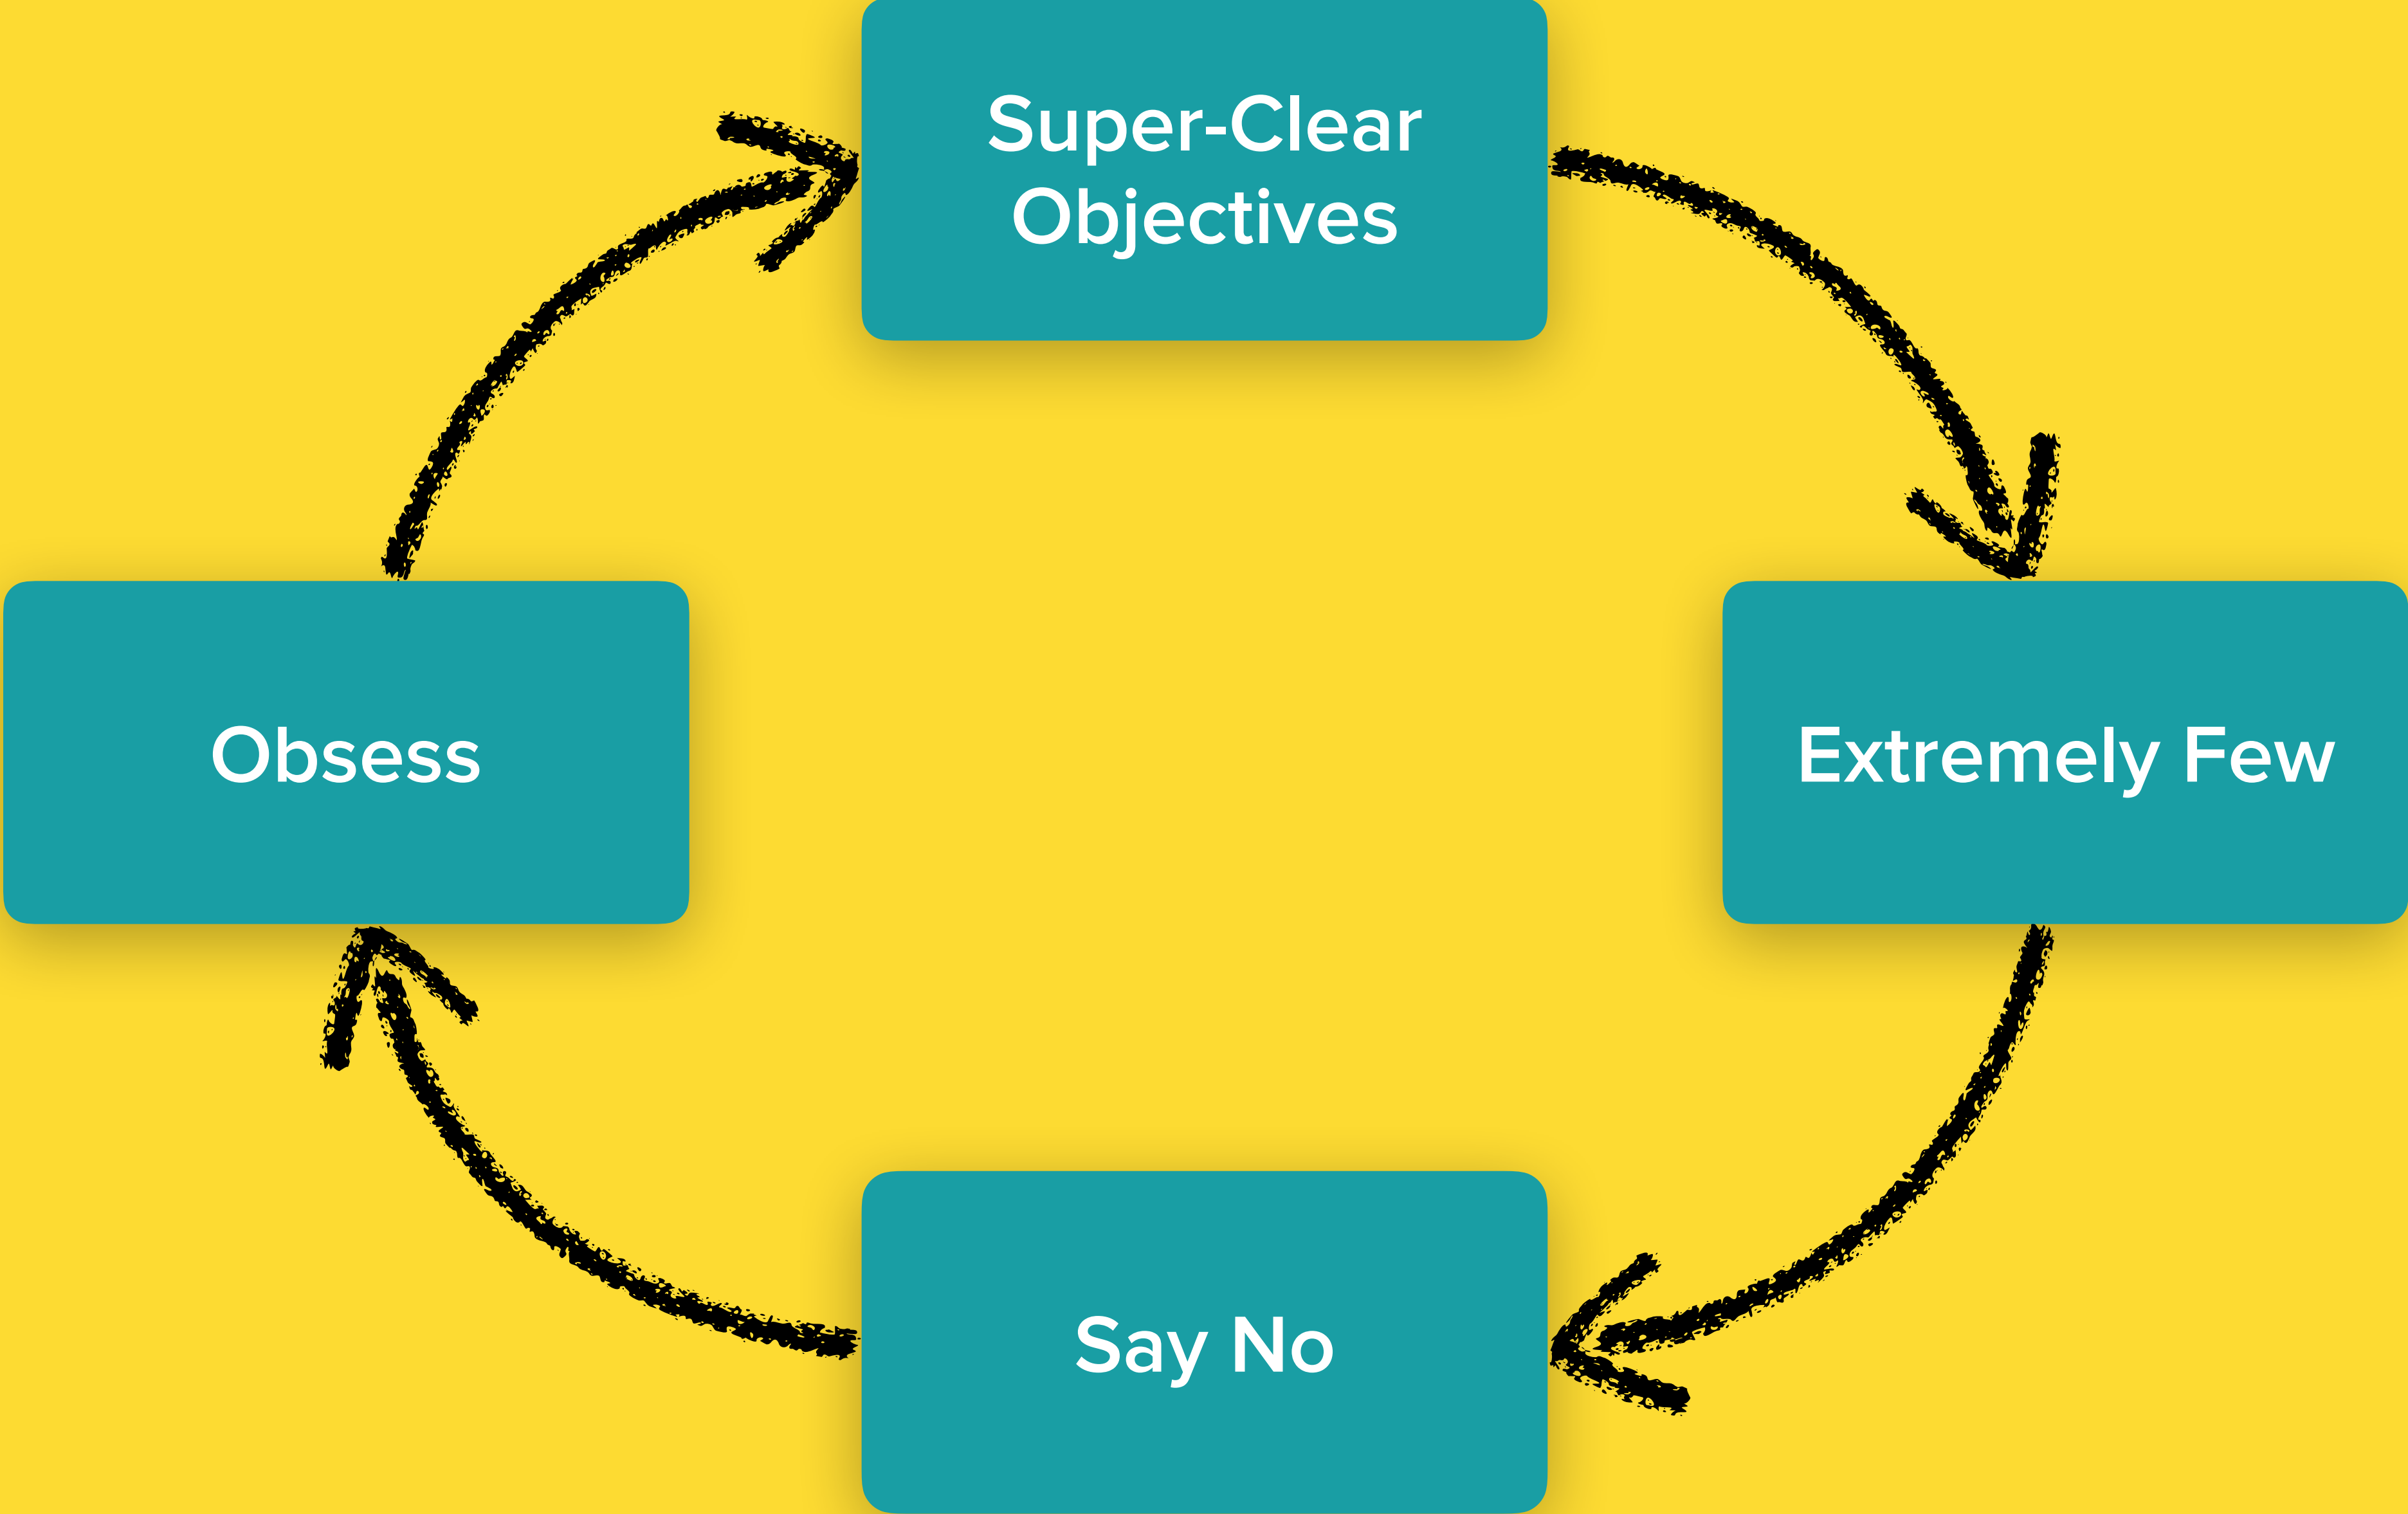 Super-Clear
Objectives
Obsess
Extremely Few
Say No